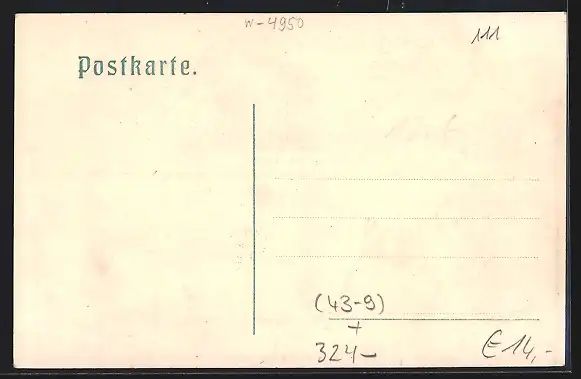 w-4950
111
Postkarte.
(43-9)
+
324-
€14,-